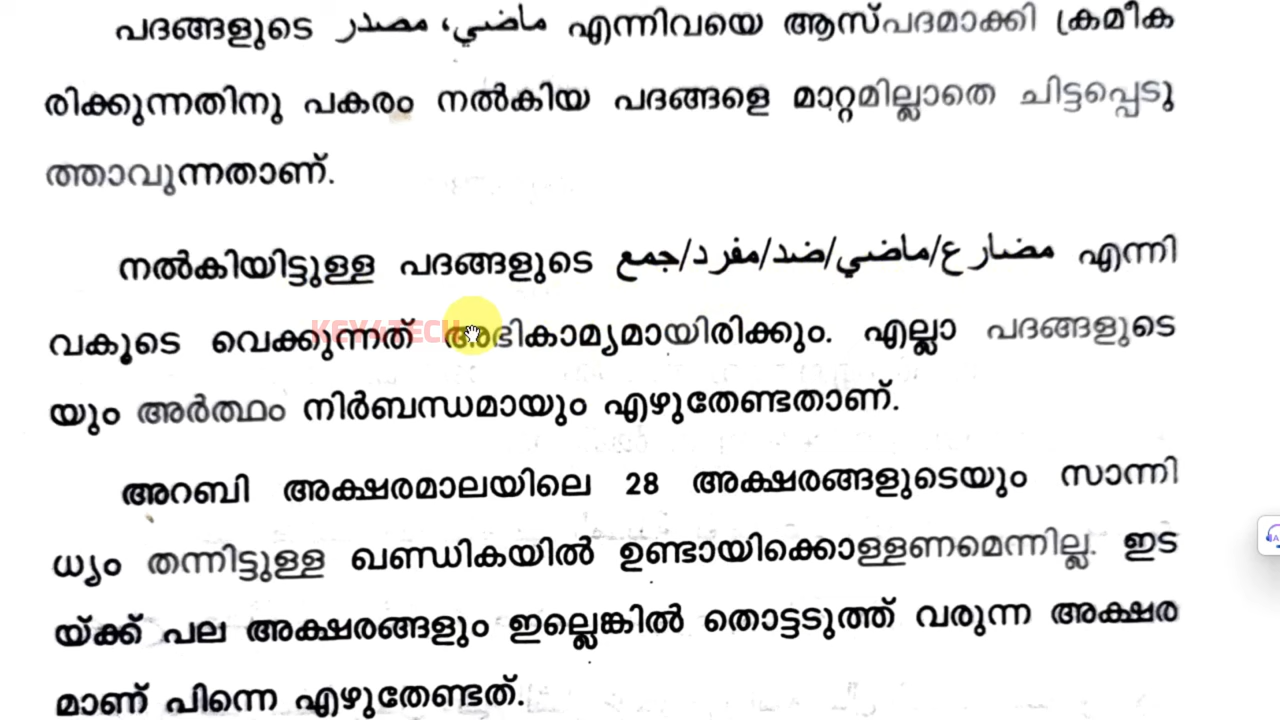 പദങ്ങളുടെ ماضي، مصدر എന്നിവയെ ആസ്പദമാക്കി ക്രമീക
രിക്കുന്നതിനു പകരം നൽകിയ പദങ്ങളെ മാറ്റമില്ലാതെ ചിട്ടപ്പെടു
ത്താവുന്നതാണ്.
നൽകിയിട്ടുള്ള പദങ്ങളുടെ مضارع/ماضي/ضد/مفرد/جمع എന്നി
വകൂടെ വെക്കുന്നത് അഭികാമ്യമായിരിക്കും. എല്ലാ പദങ്ങളുടെ
KEY4TECH
യും അർത്ഥം നിർബന്ധമായും എഴുതേണ്ടതാണ്.
അറബി അക്ഷരമാലയിലെ 28 അക്ഷരങ്ങളുടെയും സാന്നി
ധ്യം തന്നിട്ടുള്ള ഖണ്ഡികയിൽ ഉണ്ടായിക്കൊള്ളണമെന്നില്ല. ഇട
യ്ക്ക് പല അക്ഷരങ്ങളും ഇല്ലെങ്കിൽ തൊട്ടടുത്ത് വരുന്ന അക്ഷര
മാണ് പിന്നെ എഴുതേണ്ടത്.